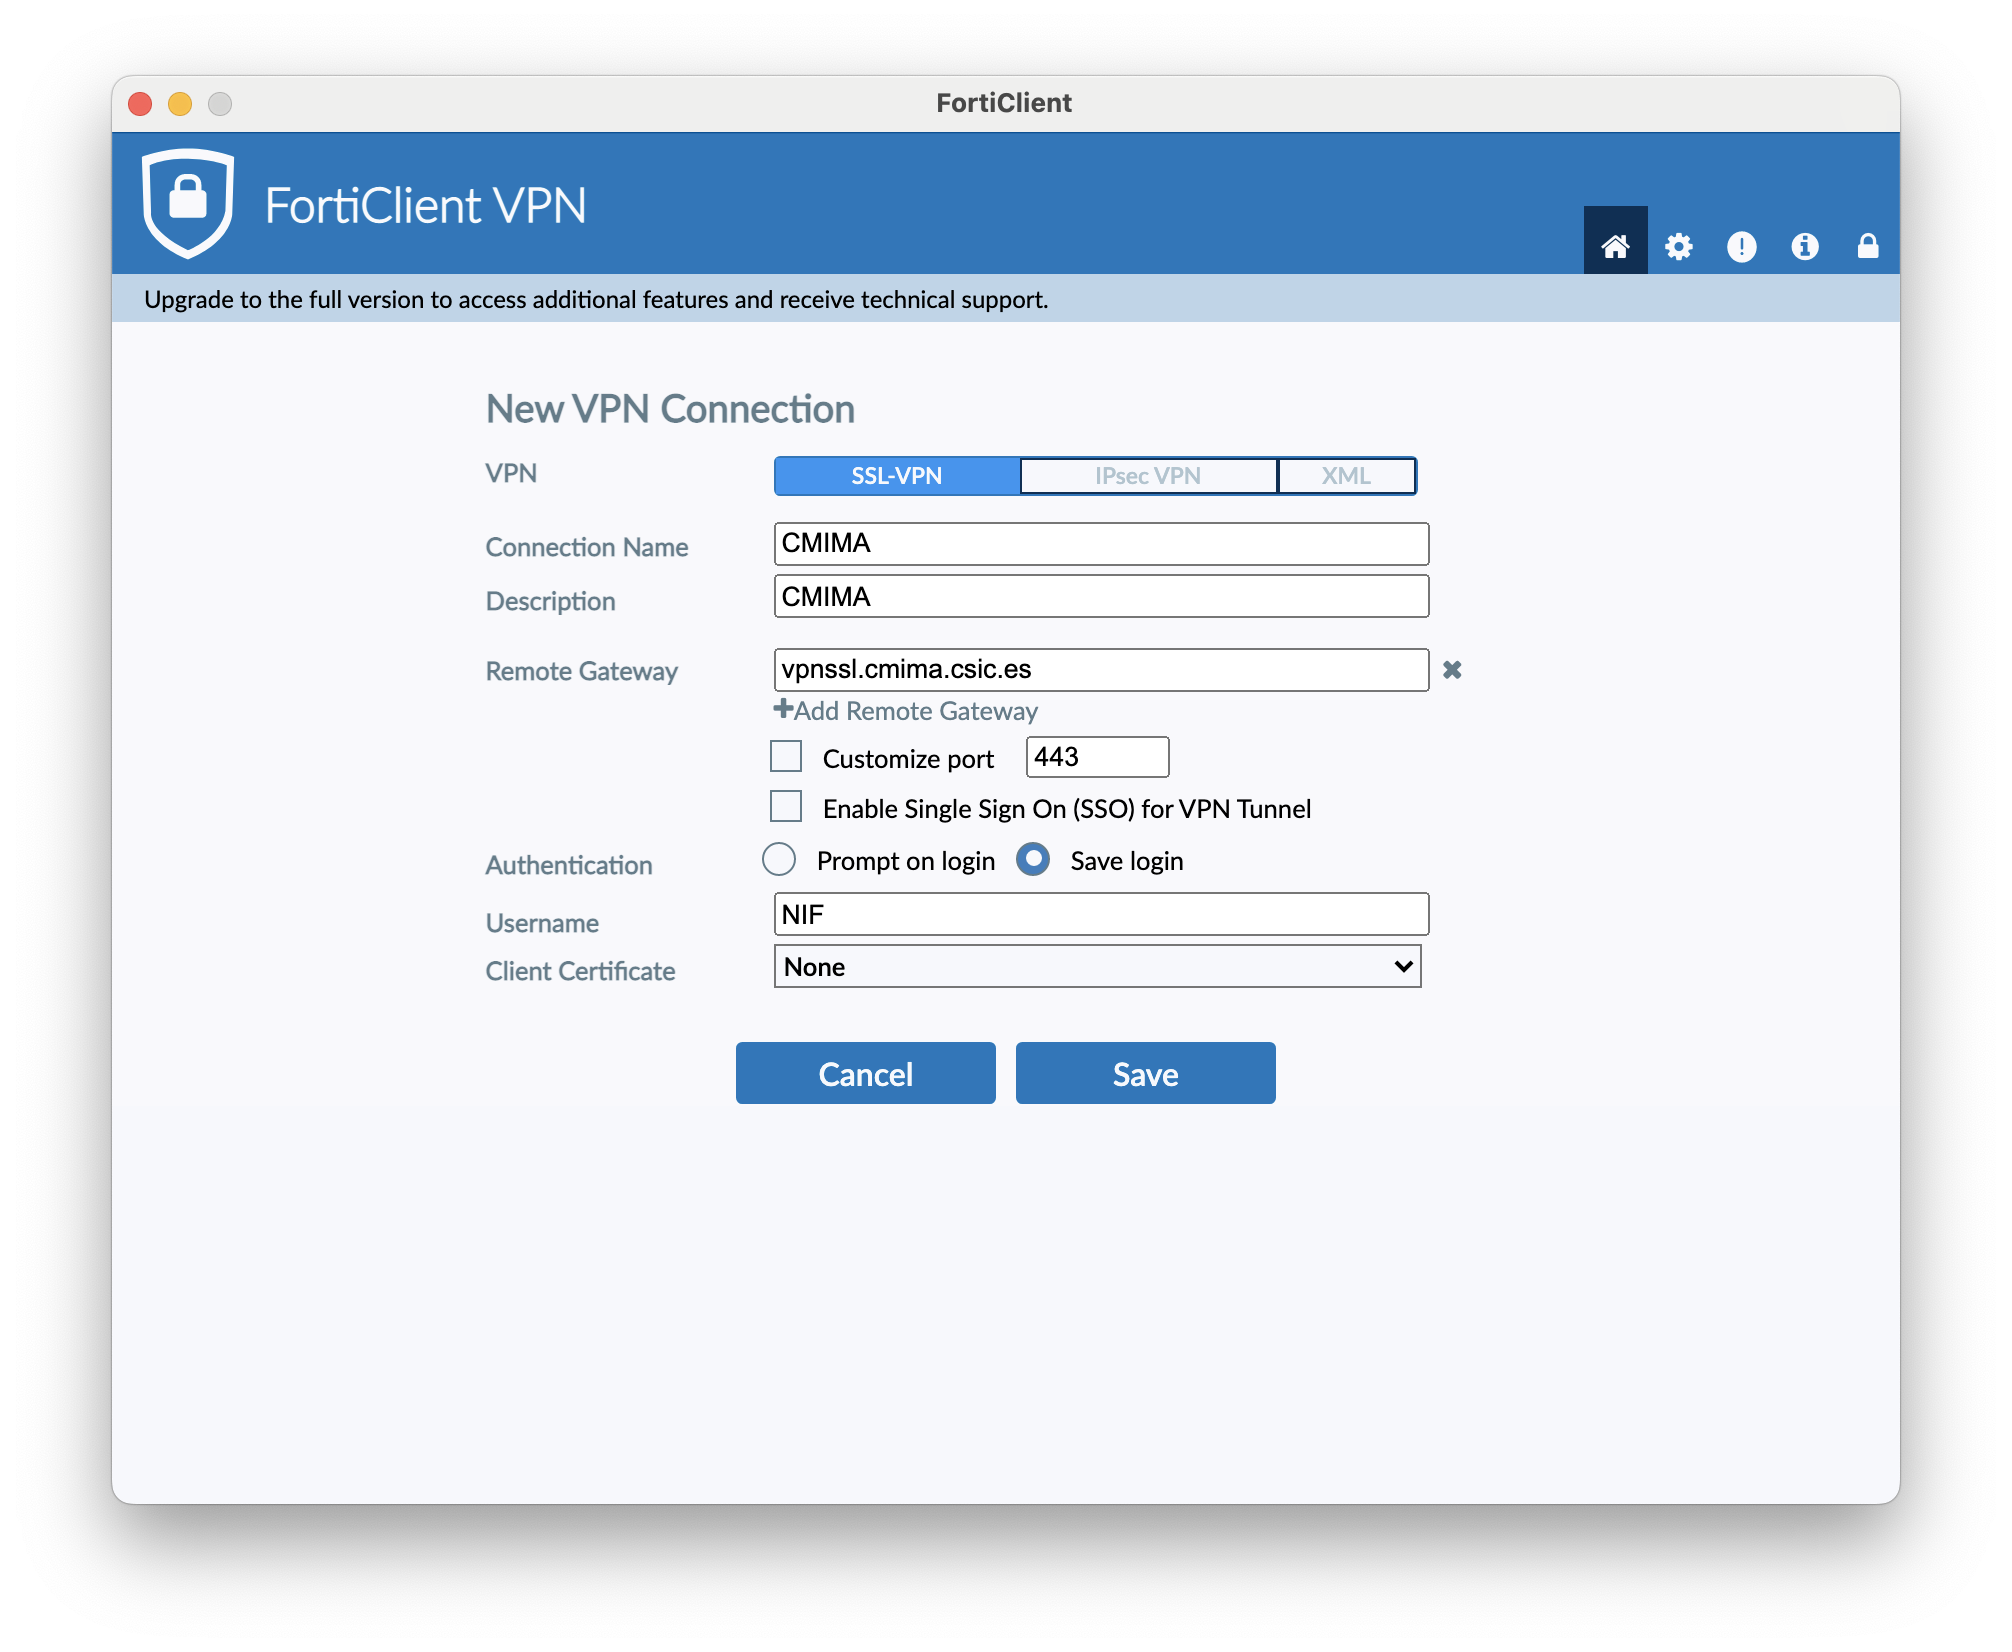 FortiClient
FortiClient VPN
Upgrade to the full version to access additional features and receive technical support.
New VPN Connection
VPN SSL-VPN IPsec VPN XML
Connection Name CMIMA
Description CMIMA
Remote Gateway vpnssl.cmima.csic.es
Add Remote Gateway
Customize port 443
Enable Single Sign On (SSO) for VPN Tunnel
Authentication Prompt on login Save login
Username NIF
Client Certificate None
Cancel Save